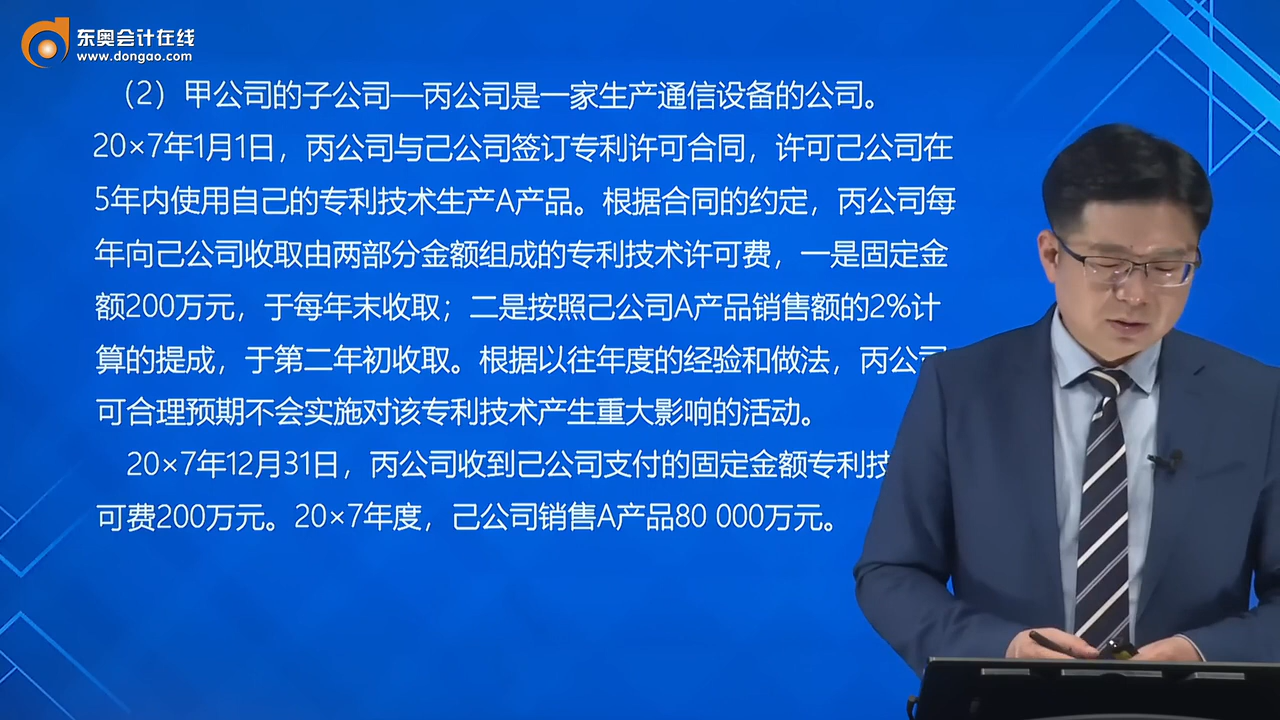 东奥会计在线
www.dongao.com
（2）甲公司的子公司—丙公司是一家生产通信设备的公司。
20×7年1月1日，丙公司与己公司签订专利许可合同，许可己公司在
5年内使用自己的专利技术生产A产品。根据合同的约定，丙公司每
年向己公司收取由两部分金额组成的专利技术许可费，一是固定金
额200万元，于每年末收取；二是按照己公司A产品销售额的2%计
算的提成，于第二年初收取。根据以往年度的经验和做法，丙公司
可合理预期不会实施对该专利技术产生重大影响的活动。
20×7年12月31日，丙公司收到己公司支付的固定金额专利技
可费200万元。20×7年度，己公司销售A产品80 000万元。